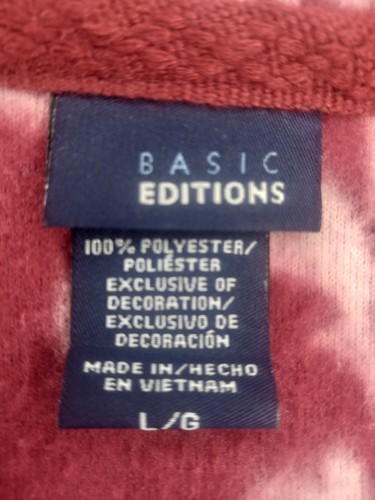 BASIC
EDITIONS
100% POLYESTER/
POLIÉSTER
EXCLUSIVE OF
DECORATION/
EXCLUSIVO DE
DECORACIÓN
MADE IN/HECHO
EN VIETNAM
L/G